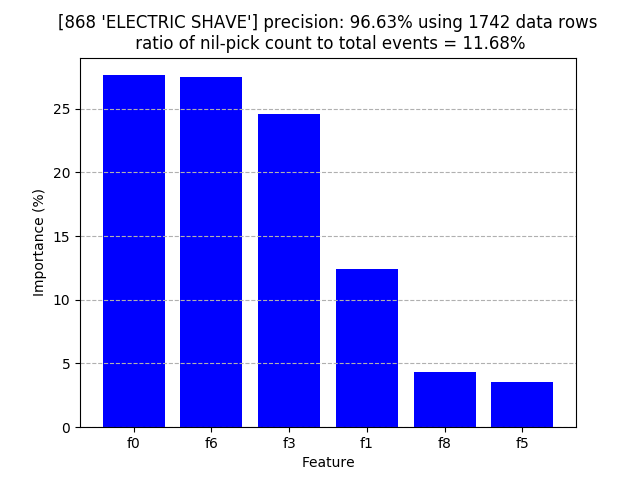 [868 'ELECTRIC SHAVE'] precision: 96.63% using 1742 data rows
ratio of nil-pick count to total events = 11.68%
Importance (%)
25
20
15
10
5
0
f0 f6 f3 f1 f8 f5
Feature